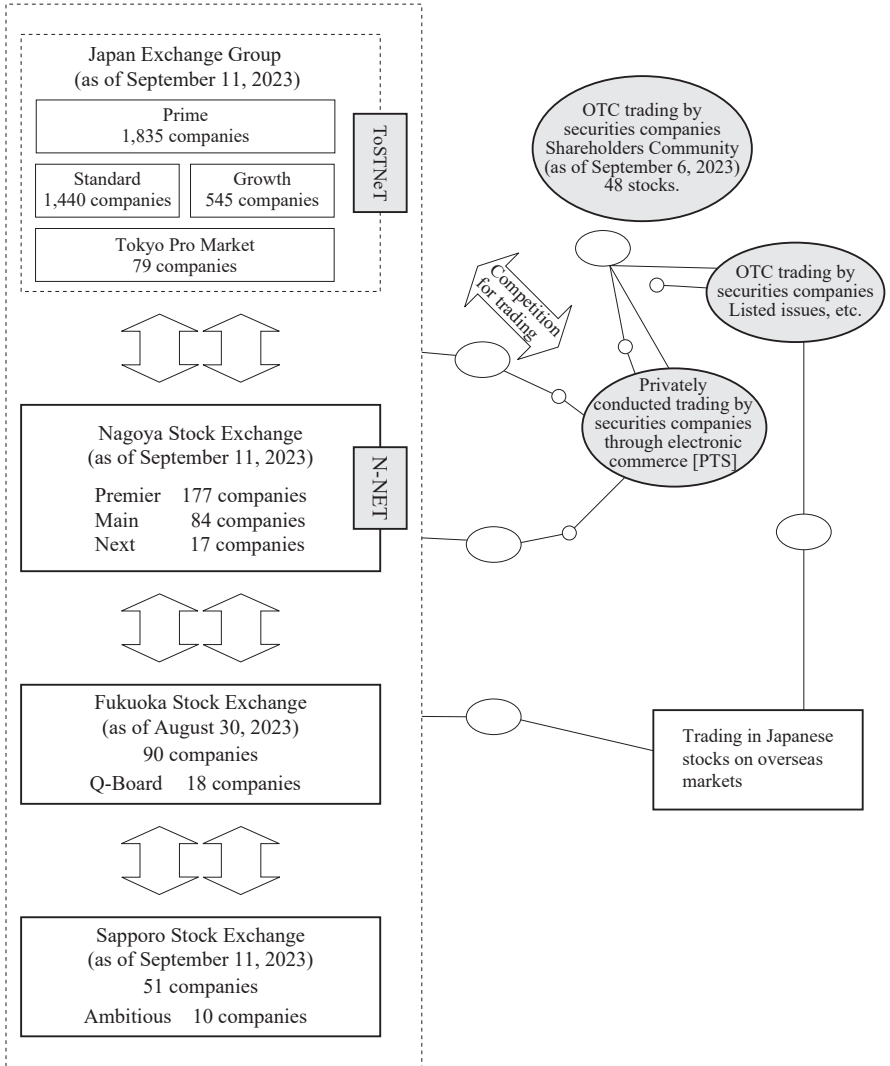 Japan Exchange Group
(as of September 11, 2023)
Prime
1,835 companies
Standard
1,440 companies
Growth
545 companies
Tokyo Pro Market
79 companies
ToSTNeT
OTC trading by
securities companies
Shareholders Community
(as of September 6, 2023)
48 stocks.
OTC trading by
securities companies
Listed issues, etc.
Competition
for trading
Privately
conducted trading by
securities companies
through electronic
commerce [PTS]
Nagoya Stock Exchange
(as of September 11, 2023)
Premier 177 companies
Main 84 companies
Next 17 companies
N-NET
Fukuoka Stock Exchange
(as of August 30, 2023)
90 companies
Q-Board 18 companies
Trading in Japanese
stocks on overseas
markets
Sapporo Stock Exchange
(as of September 11, 2023)
51 companies
Ambitious 10 companies